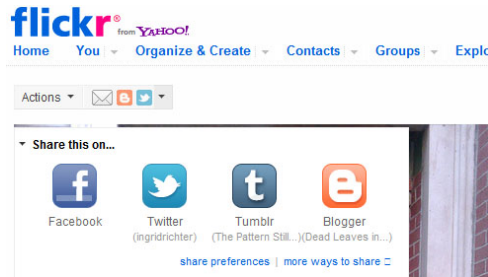 flickr® from YAHOO!
Home You Organize & Create Contacts Groups Explo
Actions
Share this on...
Facebook Twitter Tumblr Blogger
(ingridrichter) (The Pattern Still...)(Dead Leaves in...)
share preferences | more ways to share